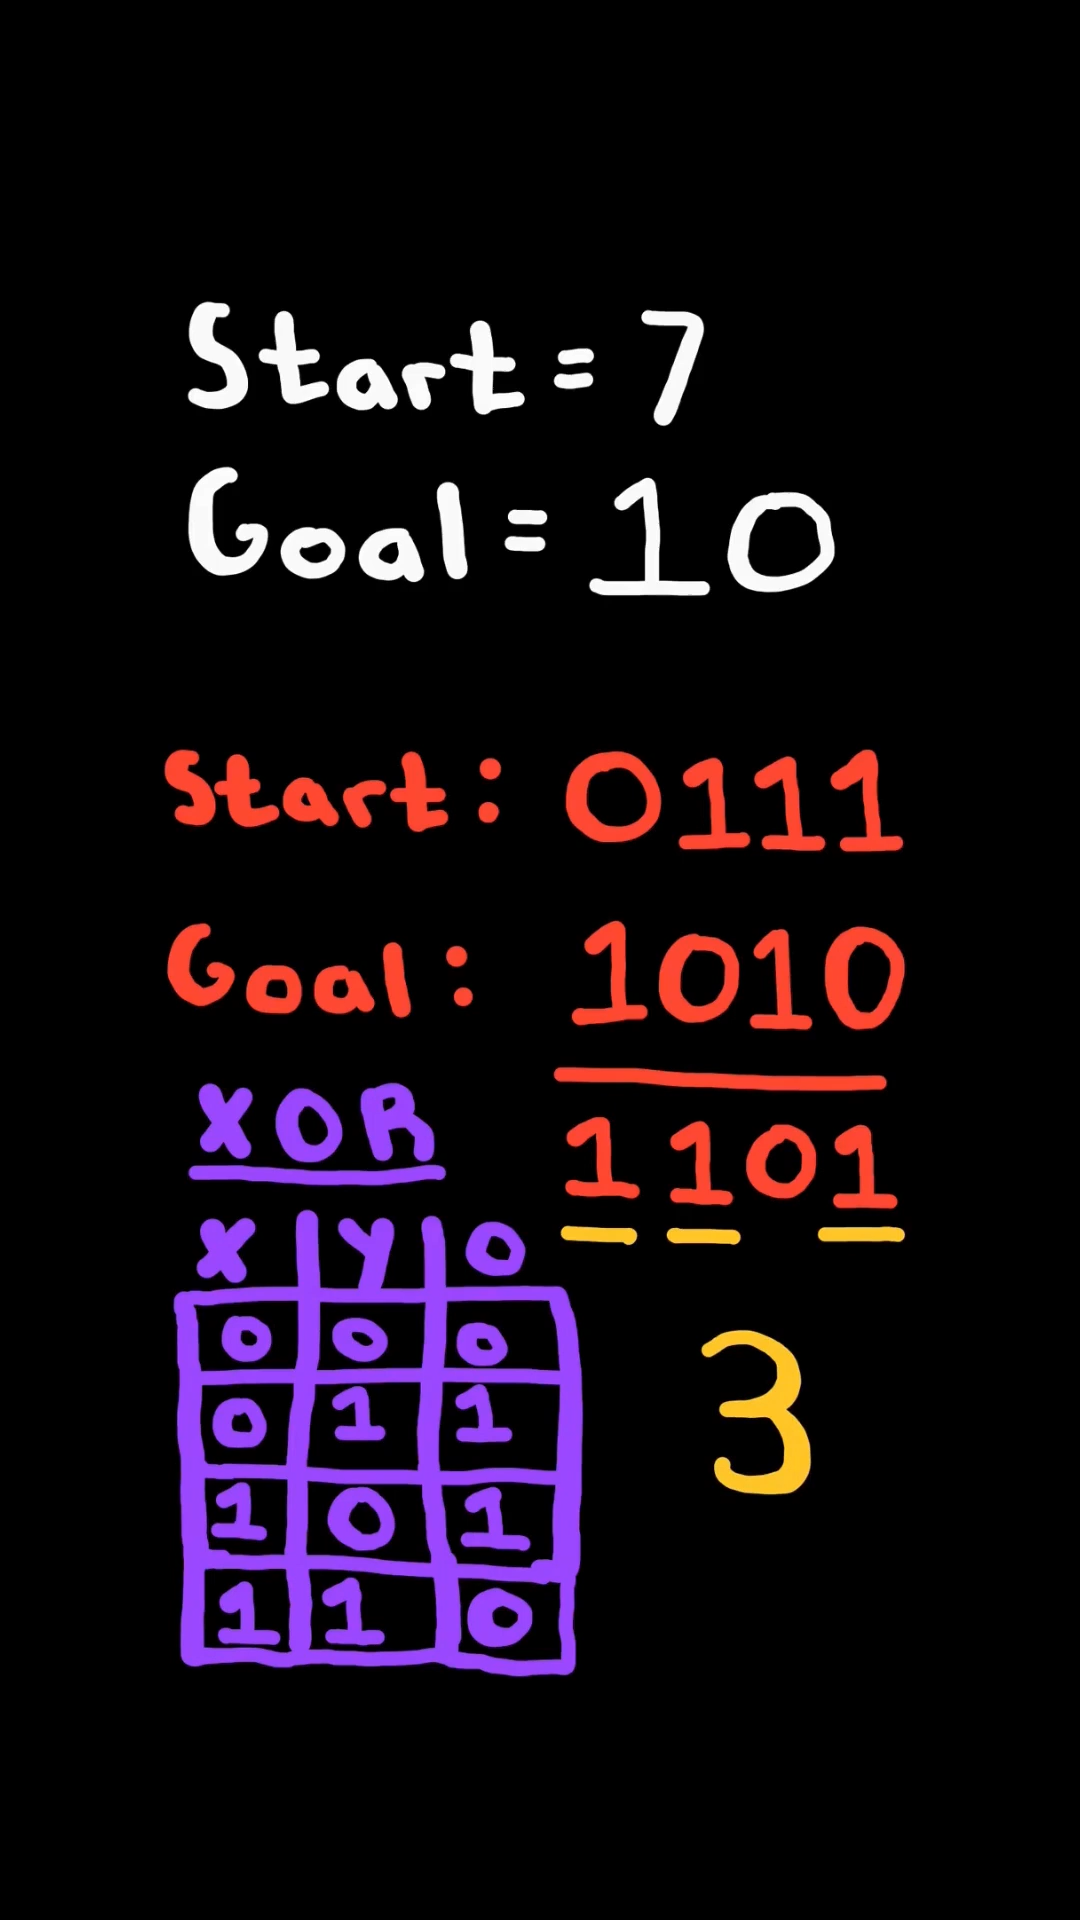 Start=7
Goal=10
Start: 0111
Goal: 1010
XOR 1101
x y o
0 0 0
0 1 1
1 0 1
1 1 0
3